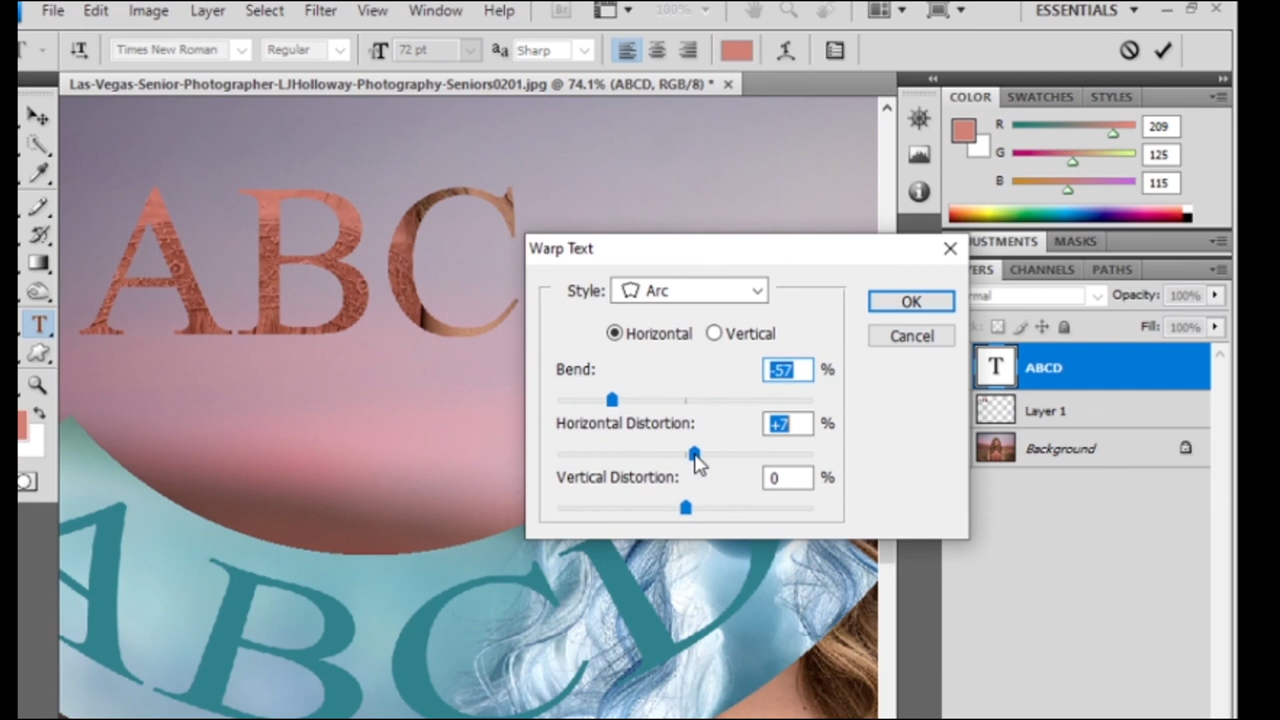 File Edit Image Layer Select Filter View Window Help Br 100% ESSENTIALS
T Times New Roman Regular T 72 pt aa Sharp
Las-Vegas-Senior-Photographer-LJHolloway-Photography-Seniors0201.jpg @ 74.1% (ABCD, RGB/8) *
COLOR SWATCHES STYLES
R 209
G 125
B 115
ABC
Warp Text
Style: Arc
OK
Horizontal Vertical
Cancel
Bend: -57 %
Horizontal Distortion: +7 %
Vertical Distortion: 0 %
MASKS
CHANNELS PATHS
Opacity: 100%
Fill: 100%
T ABCD
Layer 1
Background
T
ABCD